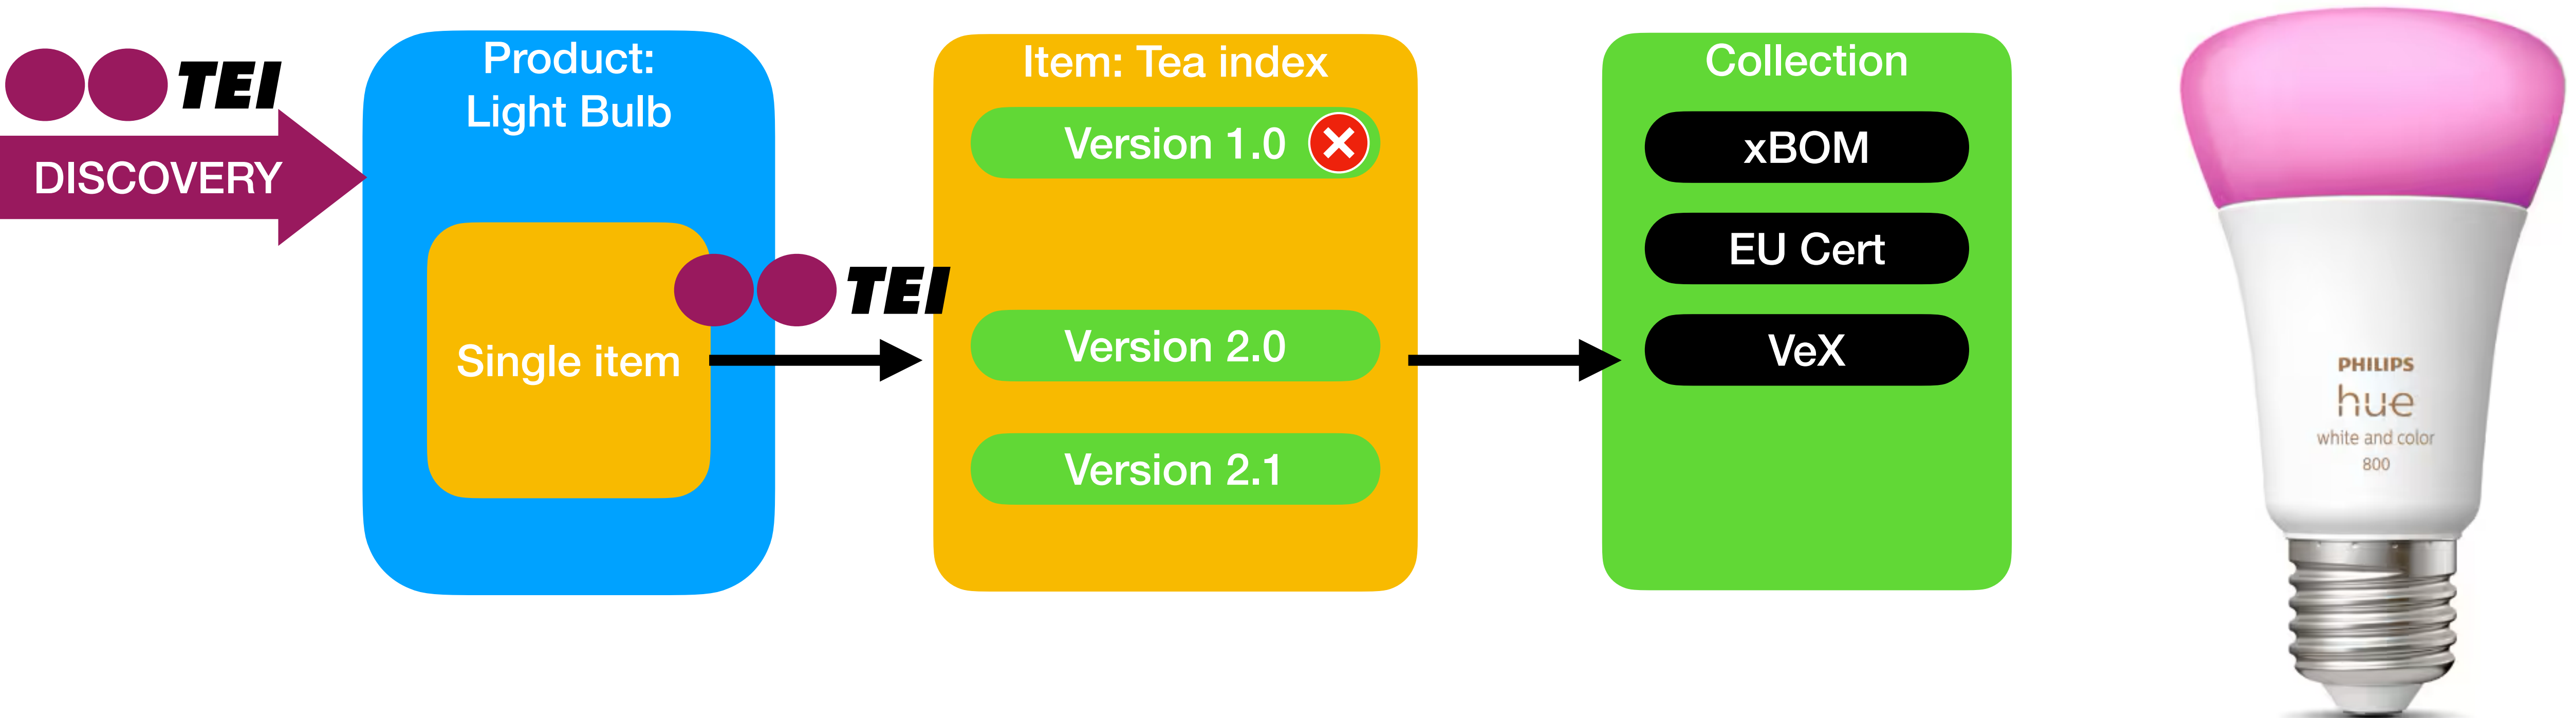 TEI
DISCOVERY
Product:
Light Bulb
Single item
TEI
Item: Tea index
Version 1.0
Version 2.0
Version 2.1
Collection
xBOM
EU Cert
VeX
PHILIPS
hue
white and color
800